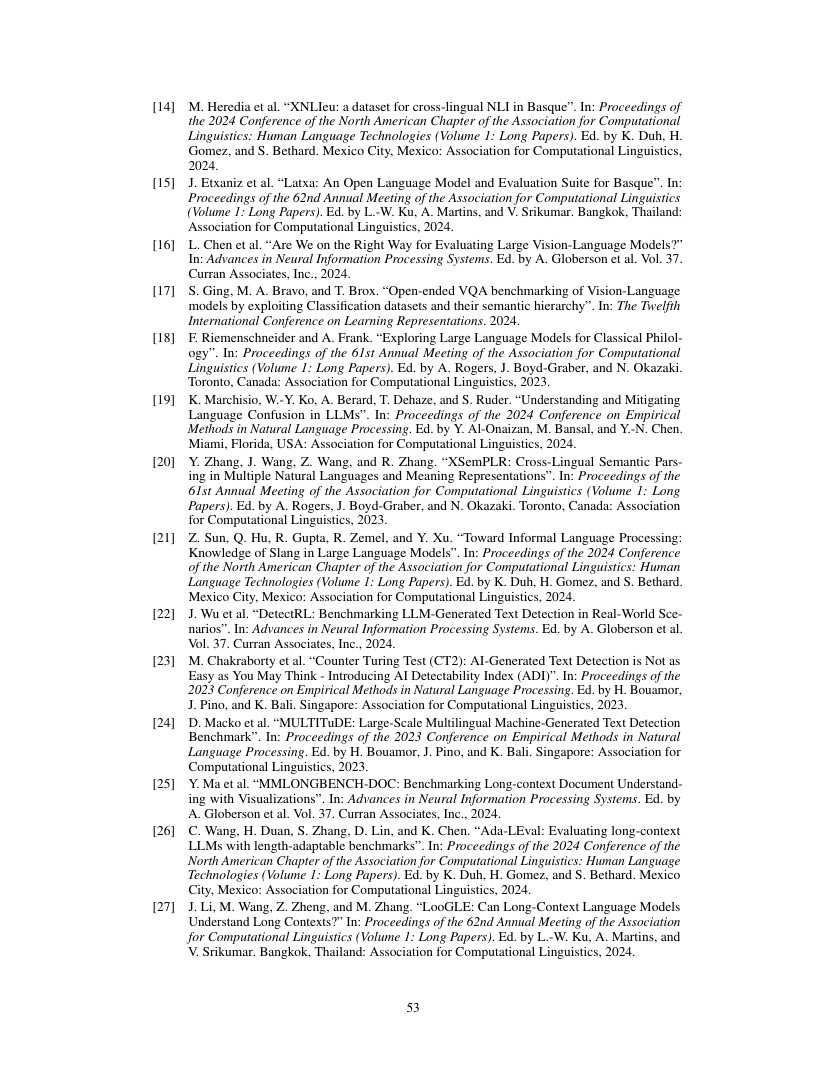 [14] M. Heredia et al. “XNLIeu: a dataset for cross-lingual NLI in Basque”. In: Proceedings of
the 2024 Conference of the North American Chapter of the Association for Computational
Linguistics: Human Language Technologies (Volume 1: Long Papers). Ed. by K. Duh, H.
Gomez, and S. Bethard. Mexico City, Mexico: Association for Computational Linguistics,
2024.
[15] J. Etxaniz et al. “Latxa: An Open Language Model and Evaluation Suite for Basque”. In:
Proceedings of the 62nd Annual Meeting of the Association for Computational Linguistics
(Volume 1: Long Papers). Ed. by L.-W. Ku, A. Martins, and V. Srikumar. Bangkok, Thailand:
Association for Computational Linguistics, 2024.
[16] L. Chen et al. “Are We on the Right Way for Evaluating Large Vision-Language Models?”
In: Advances in Neural Information Processing Systems. Ed. by A. Globerson et al. Vol. 37.
Curran Associates, Inc., 2024.
[17] S. Ging, M. A. Bravo, and T. Brox. “Open-ended VQA benchmarking of Vision-Language
models by exploiting Classification datasets and their semantic hierarchy”. In: The Twelfth
International Conference on Learning Representations. 2024.
[18] F. Riemenschneider and A. Frank. “Exploring Large Language Models for Classical Philol-
ogy”. In: Proceedings of the 61st Annual Meeting of the Association for Computational
Linguistics (Volume 1: Long Papers). Ed. by A. Rogers, J. Boyd-Graber, and N. Okazaki.
Toronto, Canada: Association for Computational Linguistics, 2023.
[19] K. Marchisio, W.-Y. Ko, A. Berard, T. Dehaze, and S. Ruder. “Understanding and Mitigating
Language Confusion in LLMs”. In: Proceedings of the 2024 Conference on Empirical
Methods in Natural Language Processing. Ed. by Y. Al-Onaizan, M. Bansal, and Y.-N. Chen.
Miami, Florida, USA: Association for Computational Linguistics, 2024.
[20] Y. Zhang, J. Wang, Z. Wang, and R. Zhang. “XSemPLR: Cross-Lingual Semantic Pars-
ing in Multiple Natural Languages and Meaning Representations”. In: Proceedings of the
61st Annual Meeting of the Association for Computational Linguistics (Volume 1: Long
Papers). Ed. by A. Rogers, J. Boyd-Graber, and N. Okazaki. Toronto, Canada: Association
for Computational Linguistics, 2023.
[21] Z. Sun, Q. Hu, R. Gupta, R. Zemel, and Y. Xu. “Toward Informal Language Processing:
Knowledge of Slang in Large Language Models”. In: Proceedings of the 2024 Conference
of the North American Chapter of the Association for Computational Linguistics: Human
Language Technologies (Volume 1: Long Papers). Ed. by K. Duh, H. Gomez, and S. Bethard.
Mexico City, Mexico: Association for Computational Linguistics, 2024.
[22] J. Wu et al. “DetectRL: Benchmarking LLM-Generated Text Detection in Real-World Sce-
narios”. In: Advances in Neural Information Processing Systems. Ed. by A. Globerson et al.
Vol. 37. Curran Associates, Inc., 2024.
[23] M. Chakraborty et al. “Counter Turing Test (CT2): AI-Generated Text Detection is Not as
Easy as You May Think - Introducing AI Detectability Index (ADI)”. In: Proceedings of the
2023 Conference on Empirical Methods in Natural Language Processing. Ed. by H. Bouamor,
J. Pino, and K. Bali. Singapore: Association for Computational Linguistics, 2023.
[24] D. Macko et al. “MULTITuDE: Large-Scale Multilingual Machine-Generated Text Detection
Benchmark”. In: Proceedings of the 2023 Conference on Empirical Methods in Natural
Language Processing. Ed. by H. Bouamor, J. Pino, and K. Bali. Singapore: Association for
Computational Linguistics, 2023.
[25] Y. Ma et al. “MMLONGBENCH-DOC: Benchmarking Long-context Document Understand-
ing with Visualizations”. In: Advances in Neural Information Processing Systems. Ed. by
A. Globerson et al. Vol. 37. Curran Associates, Inc., 2024.
[26] C. Wang, H. Duan, S. Zhang, D. Lin, and K. Chen. “Ada-LEval: Evaluating long-context
LLMs with length-adaptable benchmarks”. In: Proceedings of the 2024 Conference of the
North American Chapter of the Association for Computational Linguistics: Human Language
Technologies (Volume 1: Long Papers). Ed. by K. Duh, H. Gomez, and S. Bethard. Mexico
City, Mexico: Association for Computational Linguistics, 2024.
[27] J. Li, M. Wang, Z. Zheng, and M. Zhang. “LooGLE: Can Long-Context Language Models
Understand Long Contexts?” In: Proceedings of the 62nd Annual Meeting of the Association
for Computational Linguistics (Volume 1: Long Papers). Ed. by L.-W. Ku, A. Martins, and
V. Srikumar. Bangkok, Thailand: Association for Computational Linguistics, 2024.
53